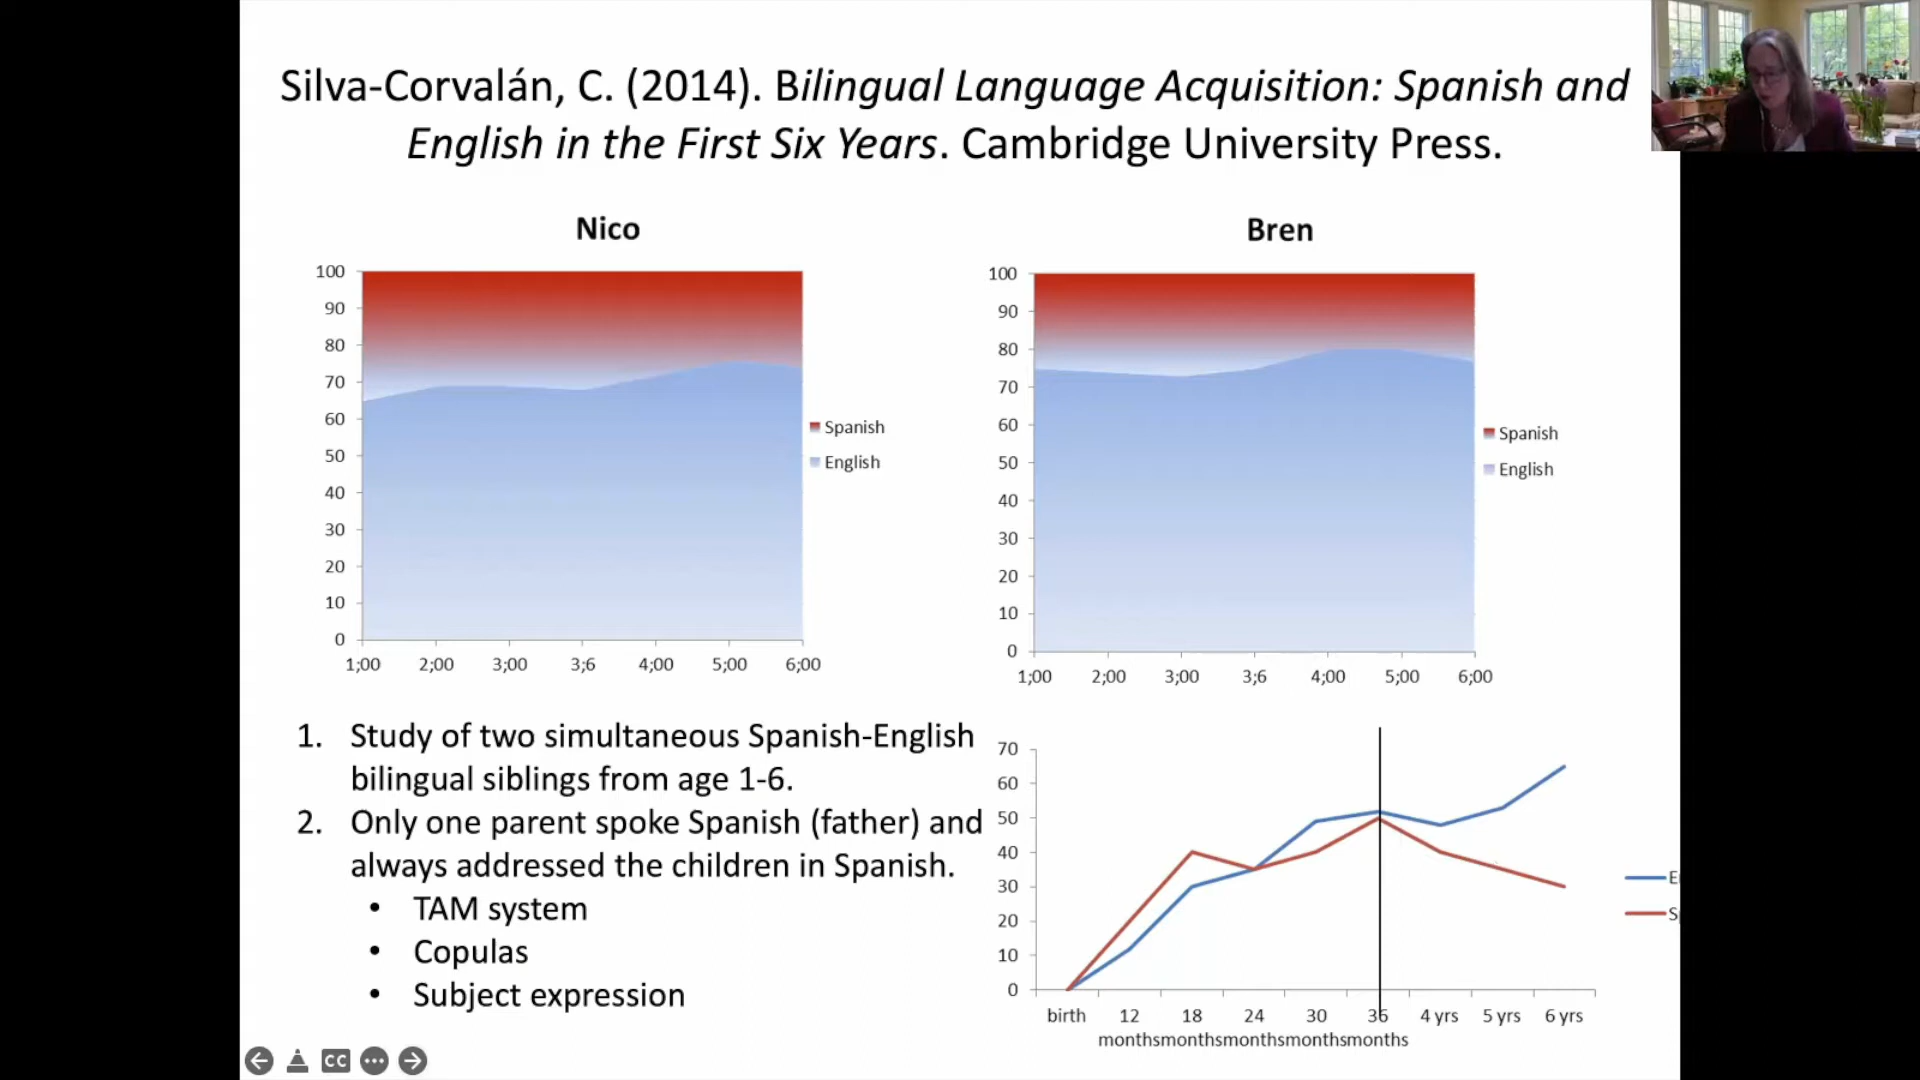 Silva-Corvalán, C. (2014). Bilingual Language Acquisition: Spanish and
English in the First Six Years. Cambridge University Press.
Nico
100
90
80
70
60
50
40
30
20
10
0
1;00 2;00 3;00 3;6 4;00 5;00 6;00
Spanish
English
Bren
100
90
80
70
60
50
40
30
20
10
0
1;00 2;00 3;00 3;6 4;00 5;00 6;00
Spanish
English
1. Study of two simultaneous Spanish-English
bilingual siblings from age 1-6.
2. Only one parent spoke Spanish (father) and
always addressed the children in Spanish.
• TAM system
• Copulas
• Subject expression
70
60
50
40
30
20
10
0
birth 12 18 24 30 36 4 yrs 5 yrs 6 yrs
months months months months months
CC